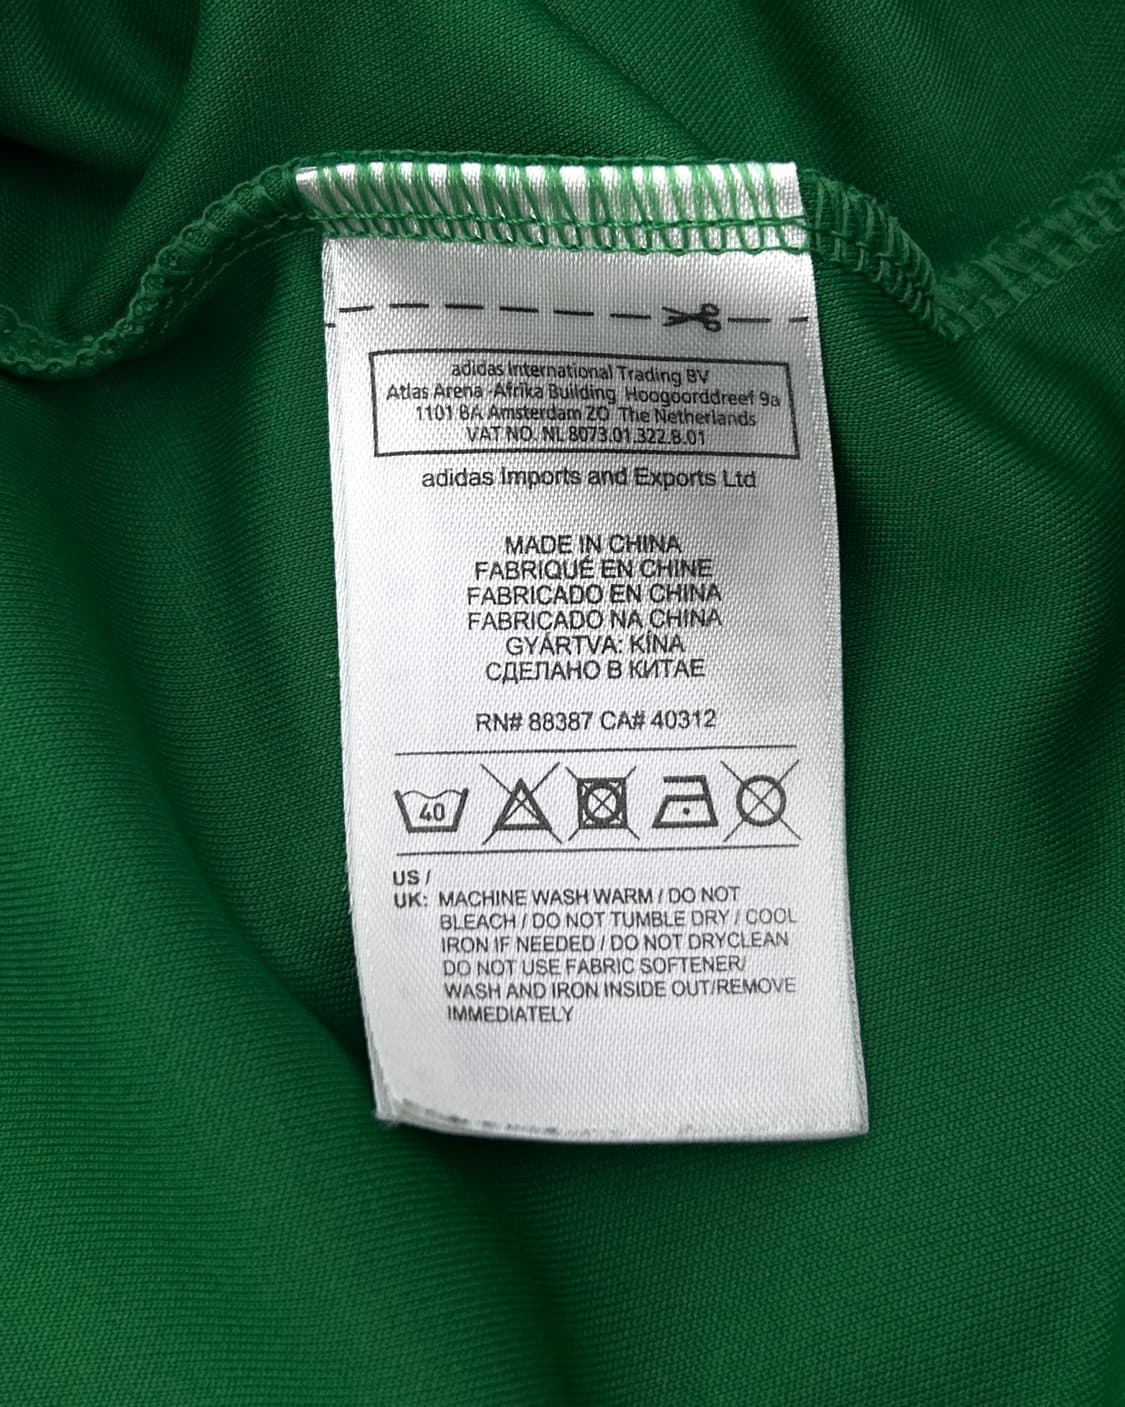 adidas International Trading BV
Atlas Arena -Afrika Building Hoogoorddreef 9a
1101 BA Amsterdam ZO The Netherlands
VAT NO. NL 8073.01.322.B.01
adidas Imports and Exports Ltd
MADE IN CHINA
FABRIQUÉ EN CHINE
FABRICADO EN CHINA
FABRICADO NA CHINA
GYÁRTVA: KÍNA
СДЕЛАНО В КИТАЕ
RN# 88387 CA# 40312
40
US /
UK: MACHINE WASH WARM / DO NOT
BLEACH / DO NOT TUMBLE DRY / COOL
IRON IF NEEDED / DO NOT DRYCLEAN
DO NOT USE FABRIC SOFTENER/
WASH AND IRON INSIDE OUT/REMOVE
IMMEDIATELY